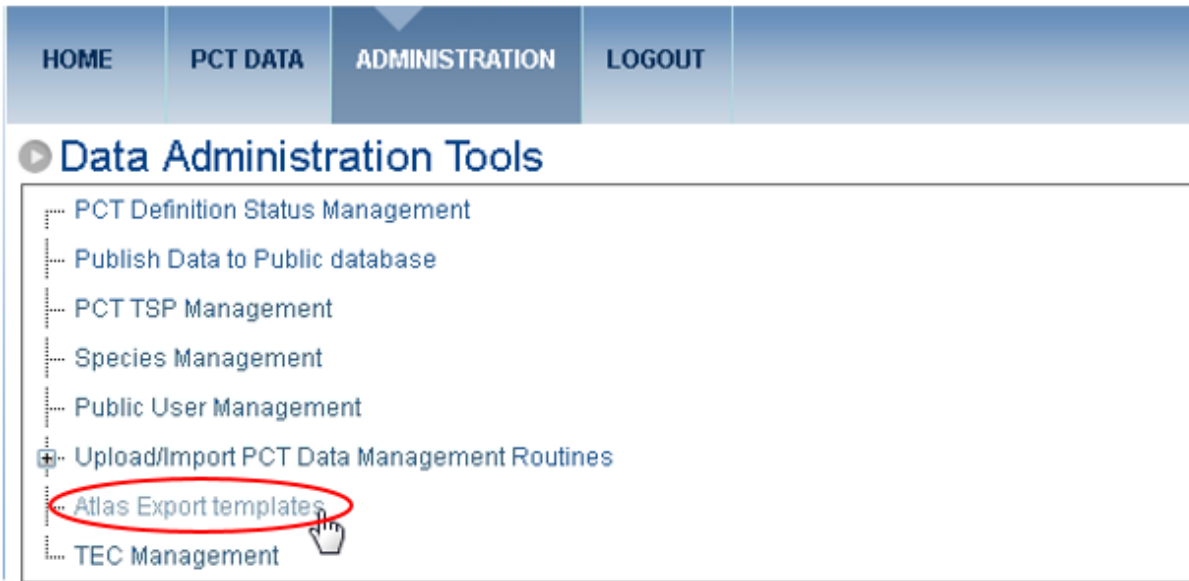 HOME PCT DATA ADMINISTRATION LOGOUT
Data Administration Tools
PCT Definition Status Management
Publish Data to Public database
PCT TSP Management
Species Management
Public User Management
Upload/Import PCT Data Management Routines
Atlas Export templates
TEC Management